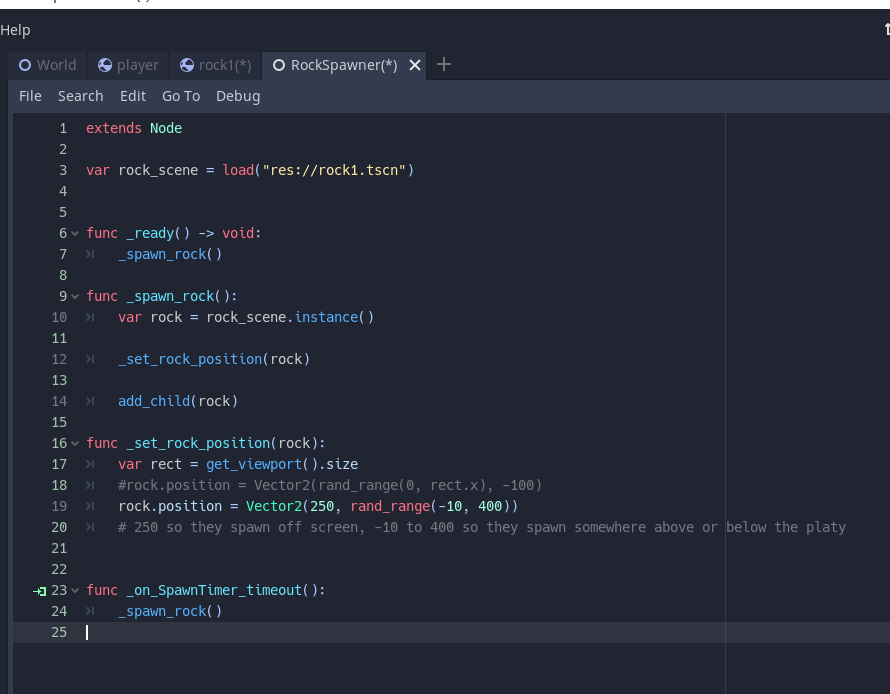 Help
World player rock1(*) RockSpawner(*)
File Search Edit Go To Debug
1 extends Node
2
3 var rock_scene = load("res://rock1.tscn")
4
5
6 func _ready() -> void:
7 _spawn_rock()
8
9 func _spawn_rock():
10 var rock = rock_scene.instance()
11
12 _set_rock_position(rock)
13
14 add_child(rock)
15
16 func _set_rock_position(rock):
17 var rect = get_viewport().size
18 #rock.position = Vector2(rand_range(0, rect.x), -100)
19 rock.position = Vector2(250, rand_range(-10, 400))
20 # 250 so they spawn off screen, -10 to 400 so they spawn somewhere above or below the platy
21
22
23 func _on_SpawnTimer_timeout():
24 _spawn_rock()
25